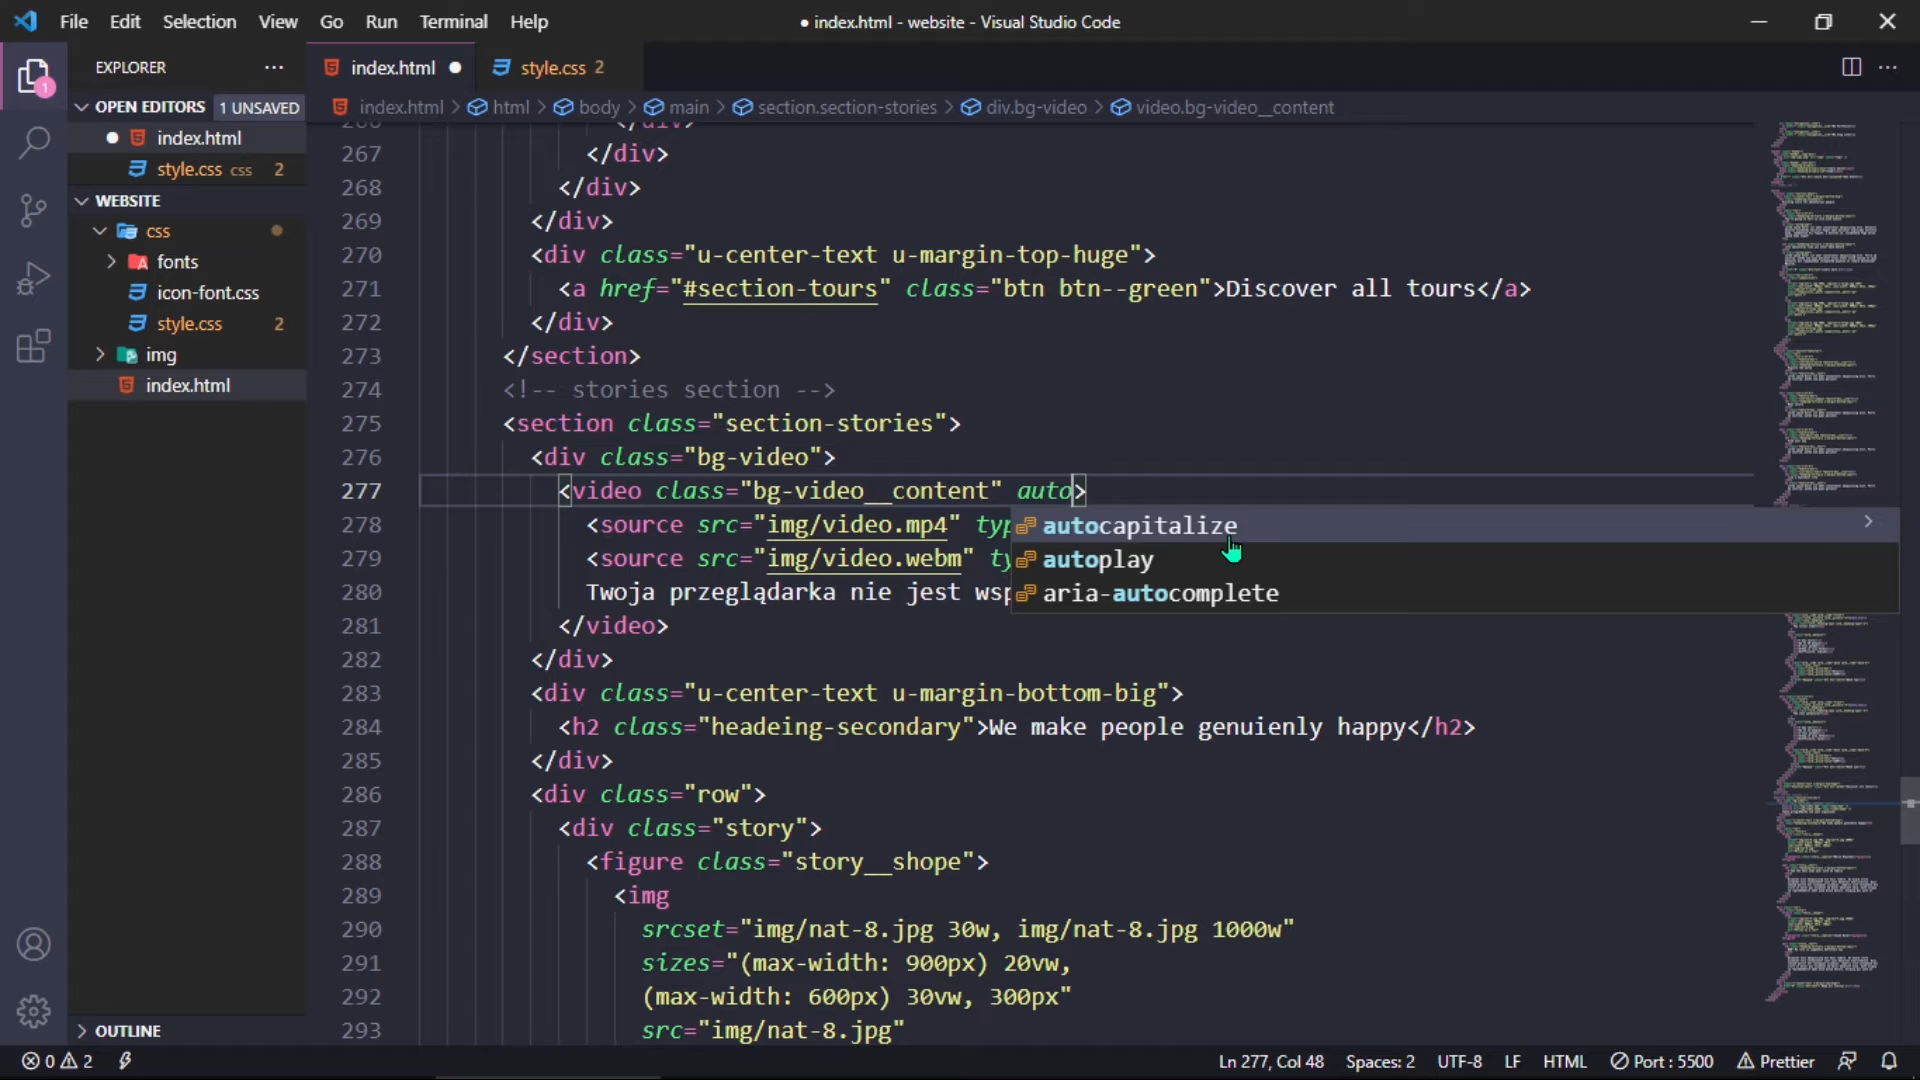 File Edit Selection View Go Run Terminal Help
● index.html - website - Visual Studio Code
EXPLORER
index.html ●
style.css 2
OPEN EDITORS 1 UNSAVED
index.html > html > body > main > section.section-stories > div.bg-video > video.bg-video__content
● index.html
style.css css 2
WEBSITE
css
fonts
icon-font.css
style.css 2
img
index.html
OUTLINE
266 </div>
267 </div>
268 </div>
269 </div>
270 <div class="u-center-text u-margin-top-huge">
271 <a href="#section-tours" class="btn btn--green">Discover all tours</a>
272 </div>
273 </section>
274 <!-- stories section -->
275 <section class="section-stories">
276 <div class="bg-video">
277 <video class="bg-video__content" auto>
278 <source src="img/video.mp4" typ
279 <source src="img/video.webm" ty
280 Twoja przeglądarka nie jest wsp
autocapitalize
autoplay
aria-autocomplete
281 </video>
282 </div>
283 <div class="u-center-text u-margin-bottom-big">
284 <h2 class="headeing-secondary">We make people genuienly happy</h2>
285 </div>
286 <div class="row">
287 <div class="story">
288 <figure class="story__shope">
289 <img
290 srcset="img/nat-8.jpg 30w, img/nat-8.jpg 1000w"
291 sizes="(max-width: 900px) 20vw,
292 (max-width: 600px) 30vw, 300px"
293 src="img/nat-8.jpg"
0 2
Ln 277, Col 48 Spaces: 2 UTF-8 LF HTML Port : 5500 Prettier
1